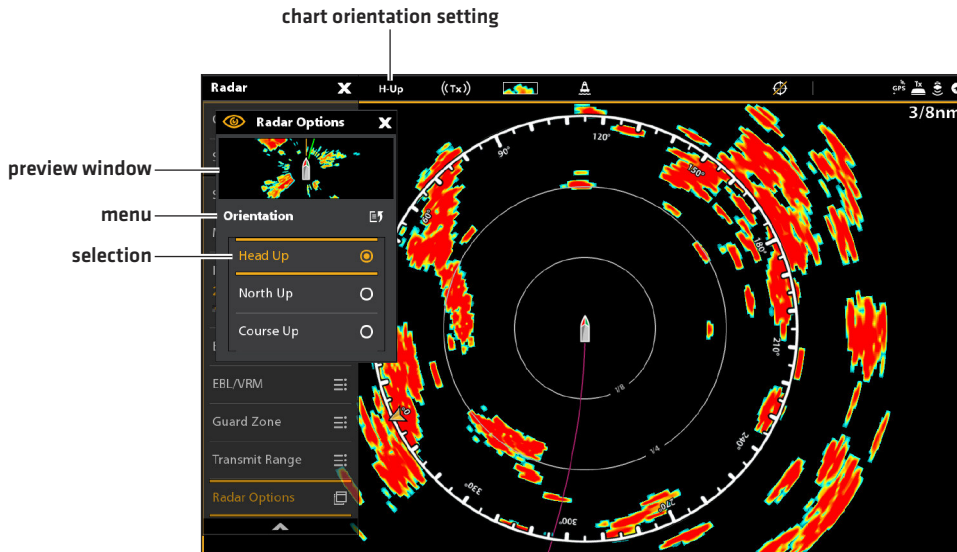 chart orientation setting
Radar
H-Up
((Tx))
GPS
Tx
3/8nm
Radar Options
preview window
menu
Orientation
selection
Head Up
North Up
Course Up
EBL/VRM
Guard Zone
Transmit Range
Radar Options
60
90
120
150
180
210
240
270
300
330
0
1/8
1/4